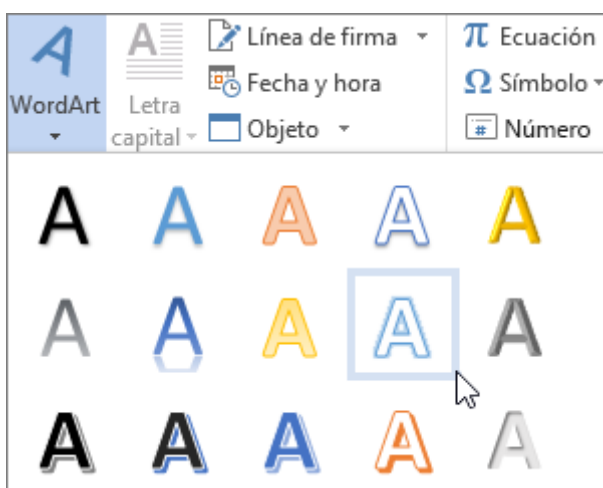 WordArt
Letra
capital
Línea de firma
Fecha y hora
Objeto
π Ecuación
Ω Símbolo
# Número
A A A A A
A A A A A
A A A A A